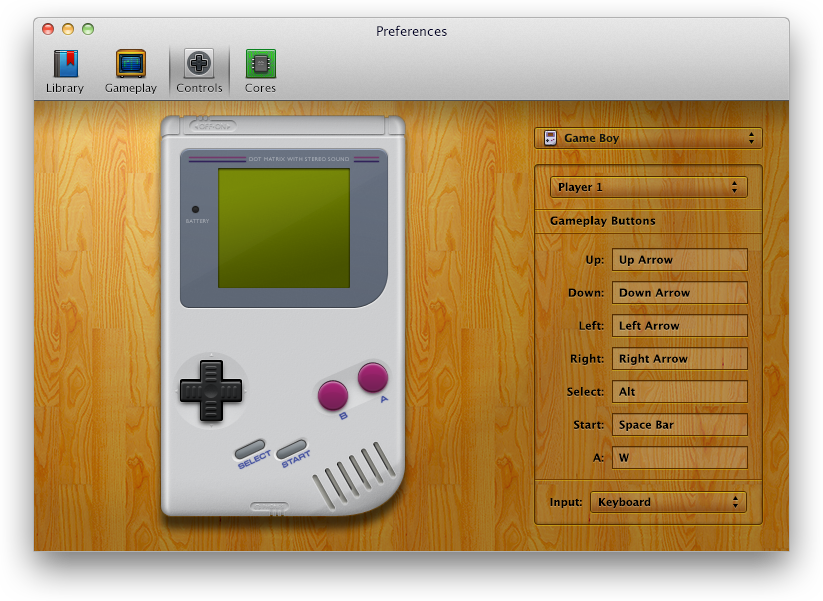 Preferences
Library
Gameplay
Controls
Cores
OFF-ON
DOT MATRIX WITH STEREO SOUND
BATTERY
B
A
SELECT
START
Game Boy
Player 1
Gameplay Buttons
Up: Up Arrow
Down: Down Arrow
Left: Left Arrow
Right: Right Arrow
Select: Alt
Start: Space Bar
A: W
Input: Keyboard